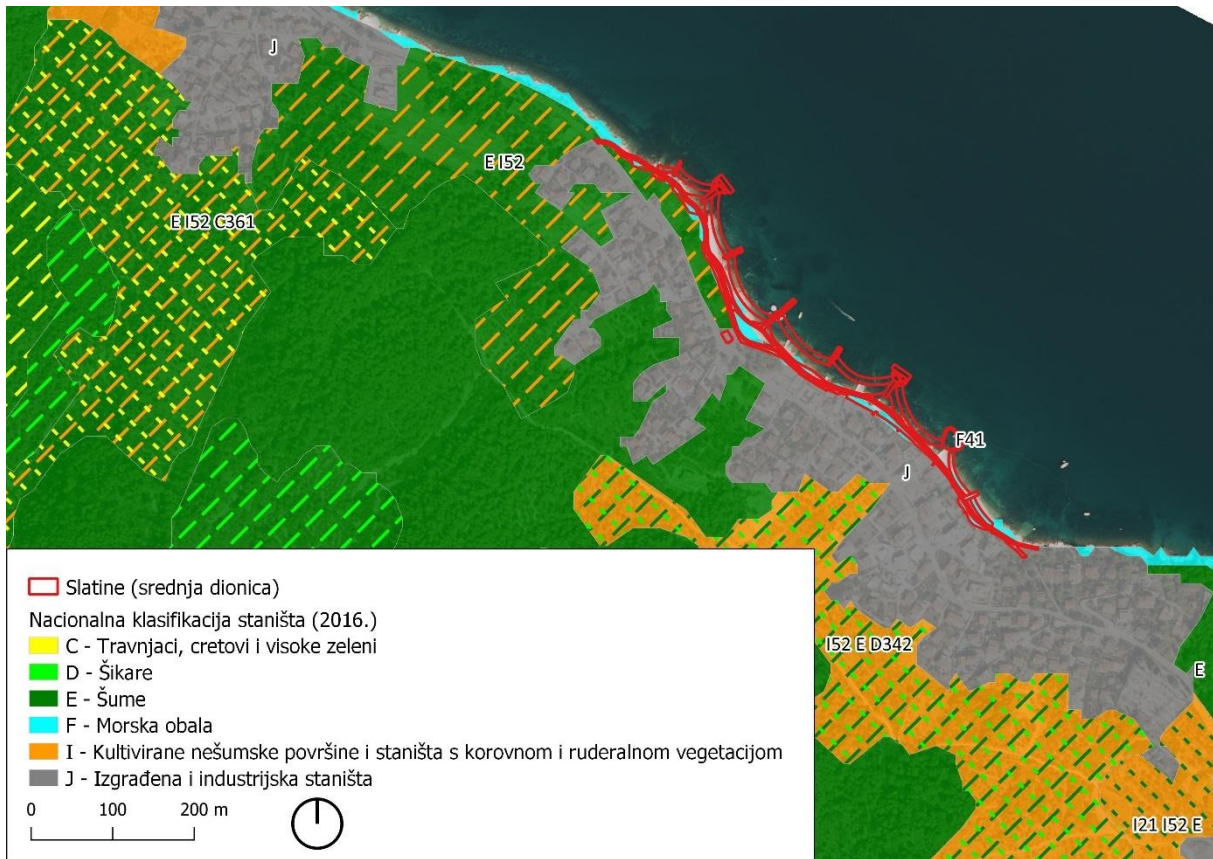 J
E I52
E I52 C361
F41
J
I52 E D342
E
I21 I52 E
Slatine (srednja dionica)
Nacionalna klasifikacija staništa (2016.)
C - Travnjaci, cretovi i visoke zeleni
D - Šikare
E - Šume
F - Morska obala
I - Kultivirane nešumske površine i staništa s korovnom i ruderalnom vegetacijom
J - Izgrađena i industrijska staništa
0 100 200 m